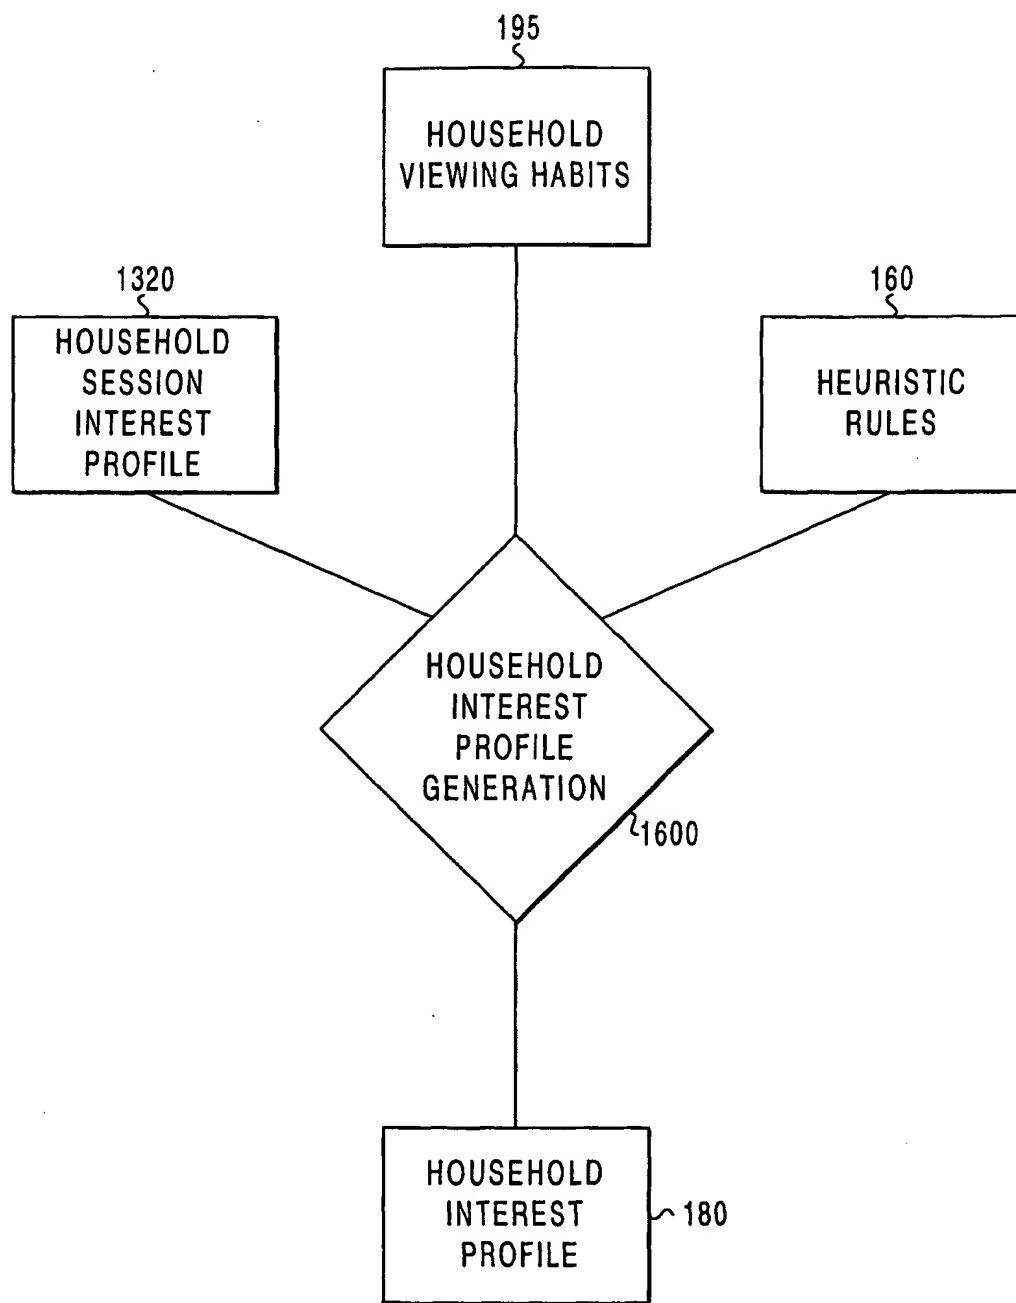 195
HOUSEHOLD
VIEWING HABITS
1320
HOUSEHOLD
SESSION
INTEREST
PROFILE
160
HEURISTIC
RULES
HOUSEHOLD
INTEREST
PROFILE
GENERATION
1600
HOUSEHOLD
INTEREST
PROFILE
180